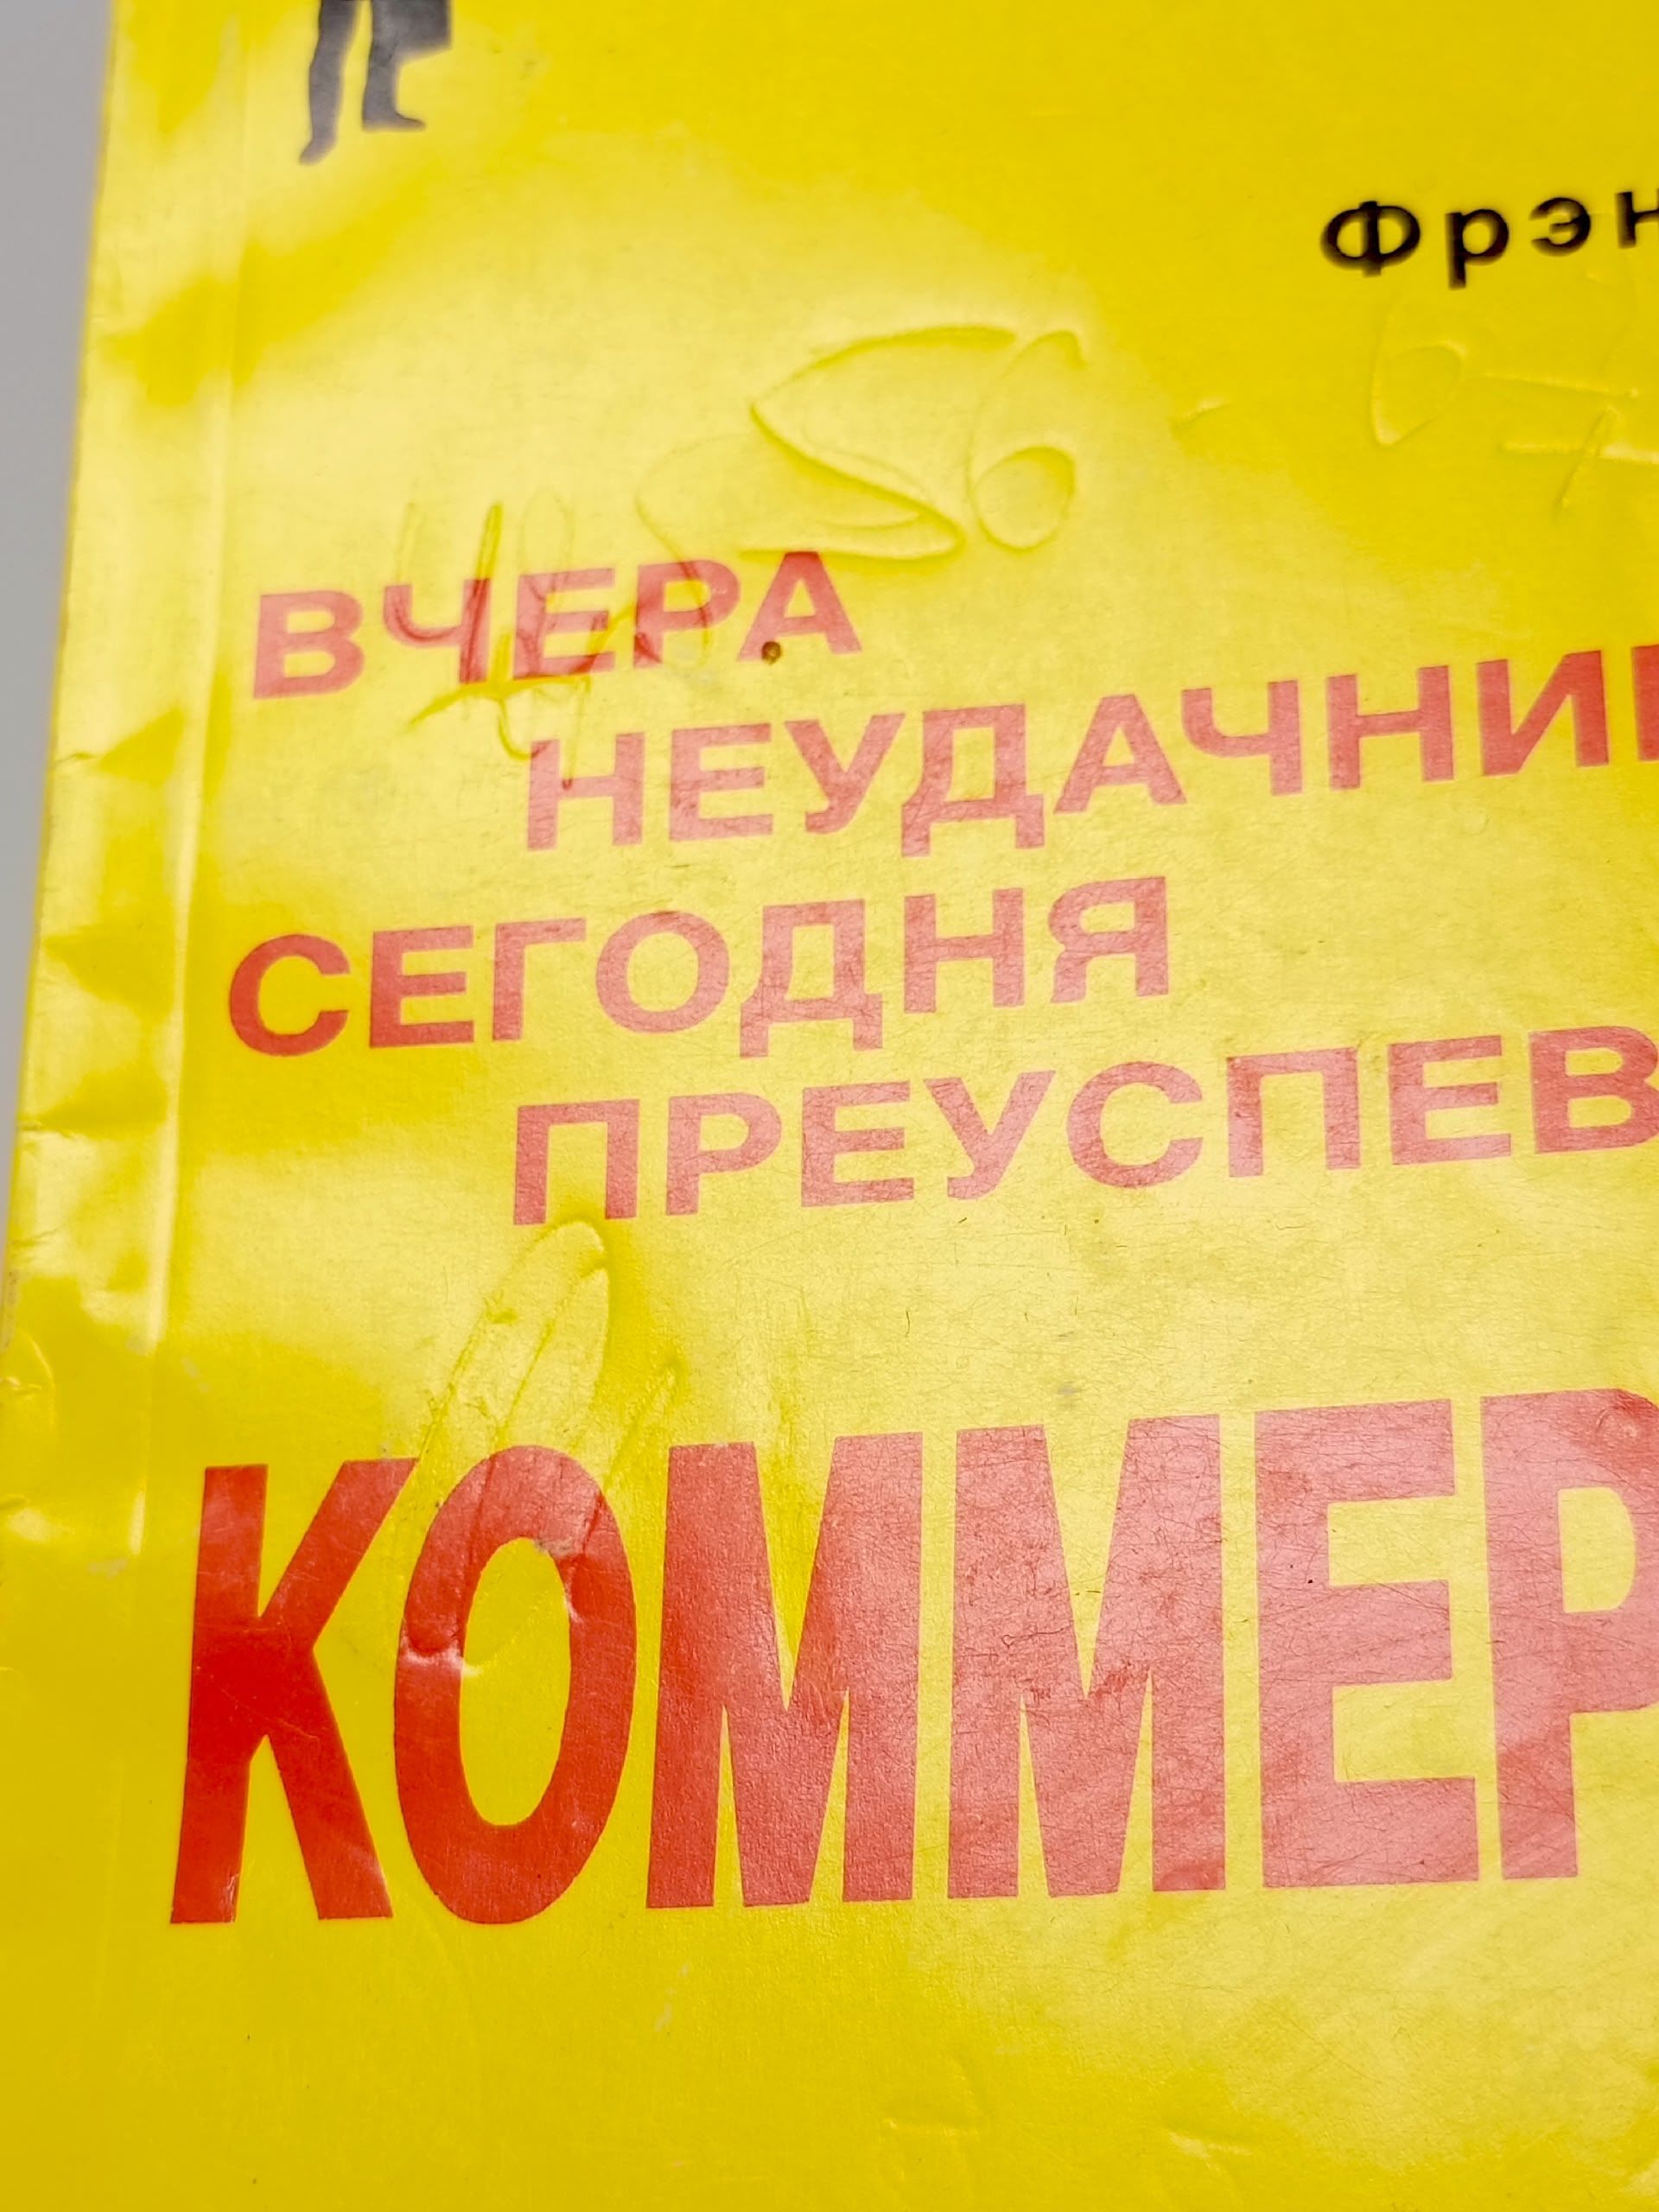 Фрэн
ВЧЕРА
НЕУДАЧНИ
СЕГОДНЯ
ПРЕУСПЕВ
КОММЕР